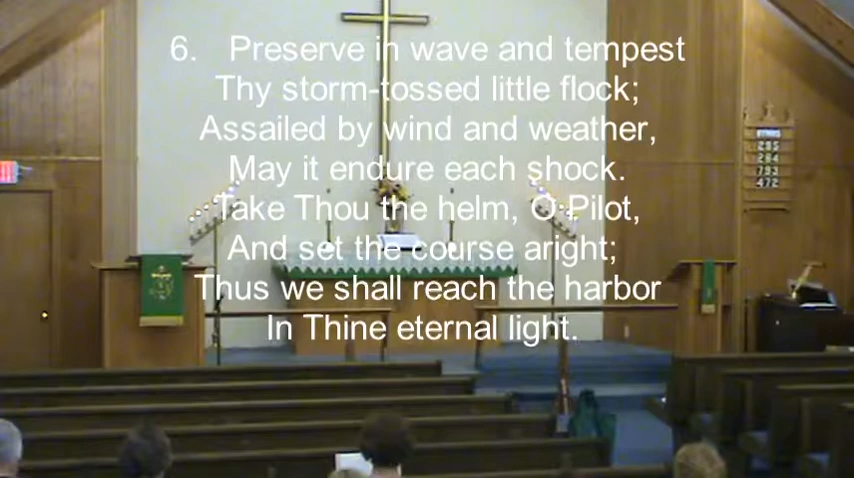 6. Preserve in wave and tempest
Thy storm-tossed little flock;
Assailed by wind and weather,
May it endure each shock.
Take Thou the helm, O Pilot,
And set the course aright;
Thus we shall reach the harbor
In Thine eternal light.
HYMNS
295
284
793
472